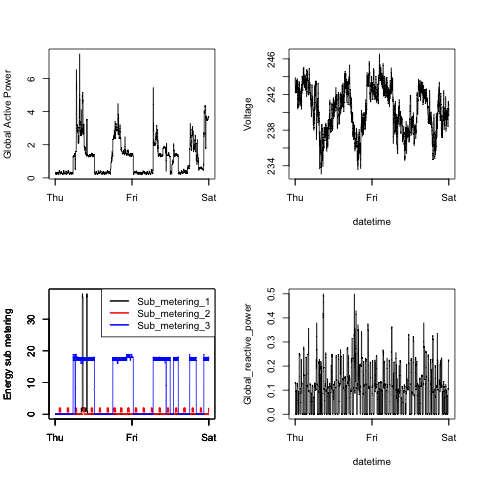 Global Active Power
0 2 4 6
Thu Fri Sat
Voltage
234 238 242 246
Thu Fri Sat
datetime
Energy sub metering
0 10 20 30
Sub_metering_1
Sub_metering_2
Sub_metering_3
Thu Fri Sat
Global_reactive_power
0.0 0.1 0.2 0.3 0.4 0.5
Thu Fri Sat
datetime